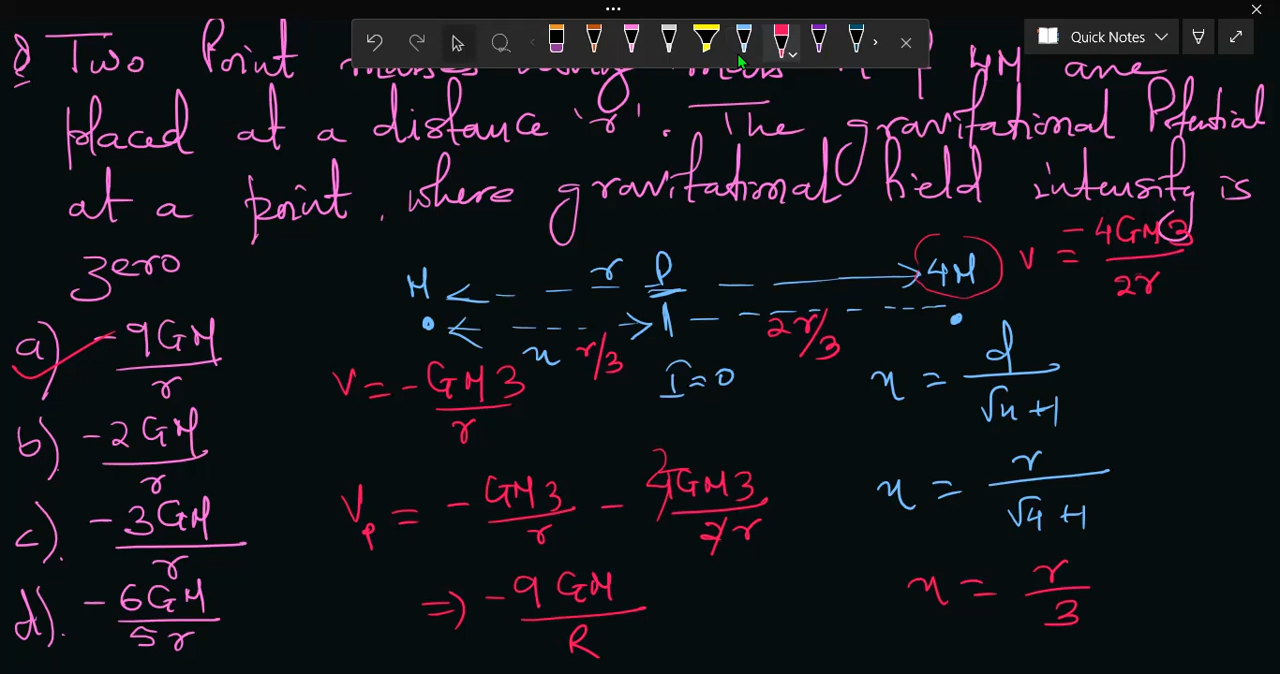 Quick Notes
Q Two Point masses having mass M & 4M are
placed at a distance 'r'. The gravitational Potential
at a point, where gravitational field intensity is
zero
a) -9GM/r
b) -2GM/r
c). -3GM/r
d). -6GM/5r
M r P 4M
x r/3 2r/3
I=0
V = -GM3/r
V = -4GM3/2r
x = d/√n+1
x = r/√4+1
x = r/3
Vp = -GM3/r - 4GM3/2r
⇒ -9GM/R